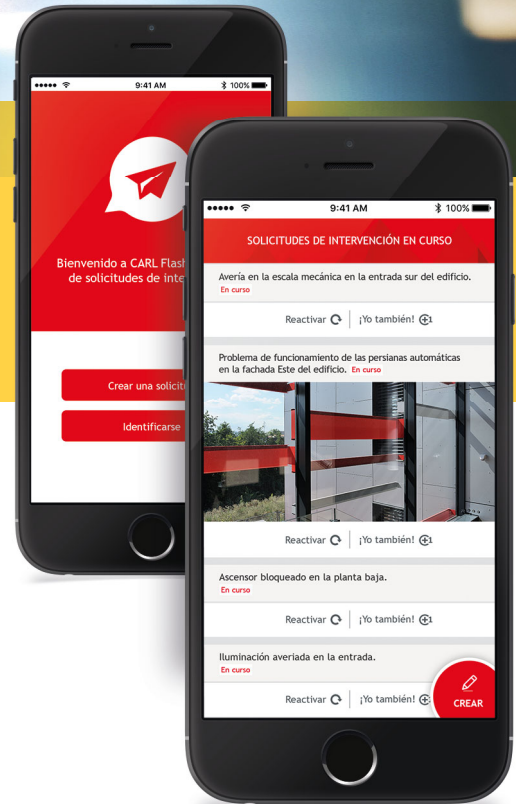 9:41 AM
100%
Bienvenido a CARL Flash
de solicitudes de
Crear una
Identificarse
9:41 AM
100%
SOLICITUDES DE INTERVENCIÓN EN CURSO
Avería en la escala mecánica en la entrada sur del edificio.
En curso
Reactivar ¡Yo también! 1
Problema de funcionamiento de las persianas automáticas
en la fachada Este del edificio. En curso
Reactivar ¡Yo también! 1
Ascensor bloqueado en la planta baja.
En curso
Reactivar ¡Yo también! 1
Iluminación averiada en la entrada.
En curso
Reactivar ¡Yo también!
CREAR